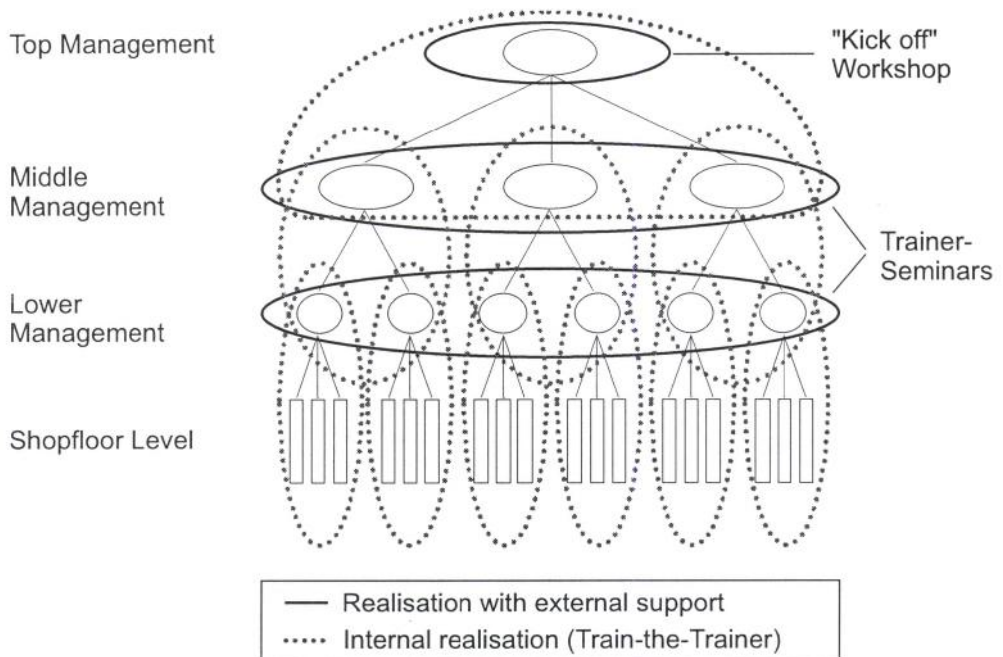 Top Management
"Kick off"
Workshop
Middle
Management
Trainer-
Seminars
Lower
Management
Shopfloor Level
Realisation with external support
Internal realisation (Train-the-Trainer)